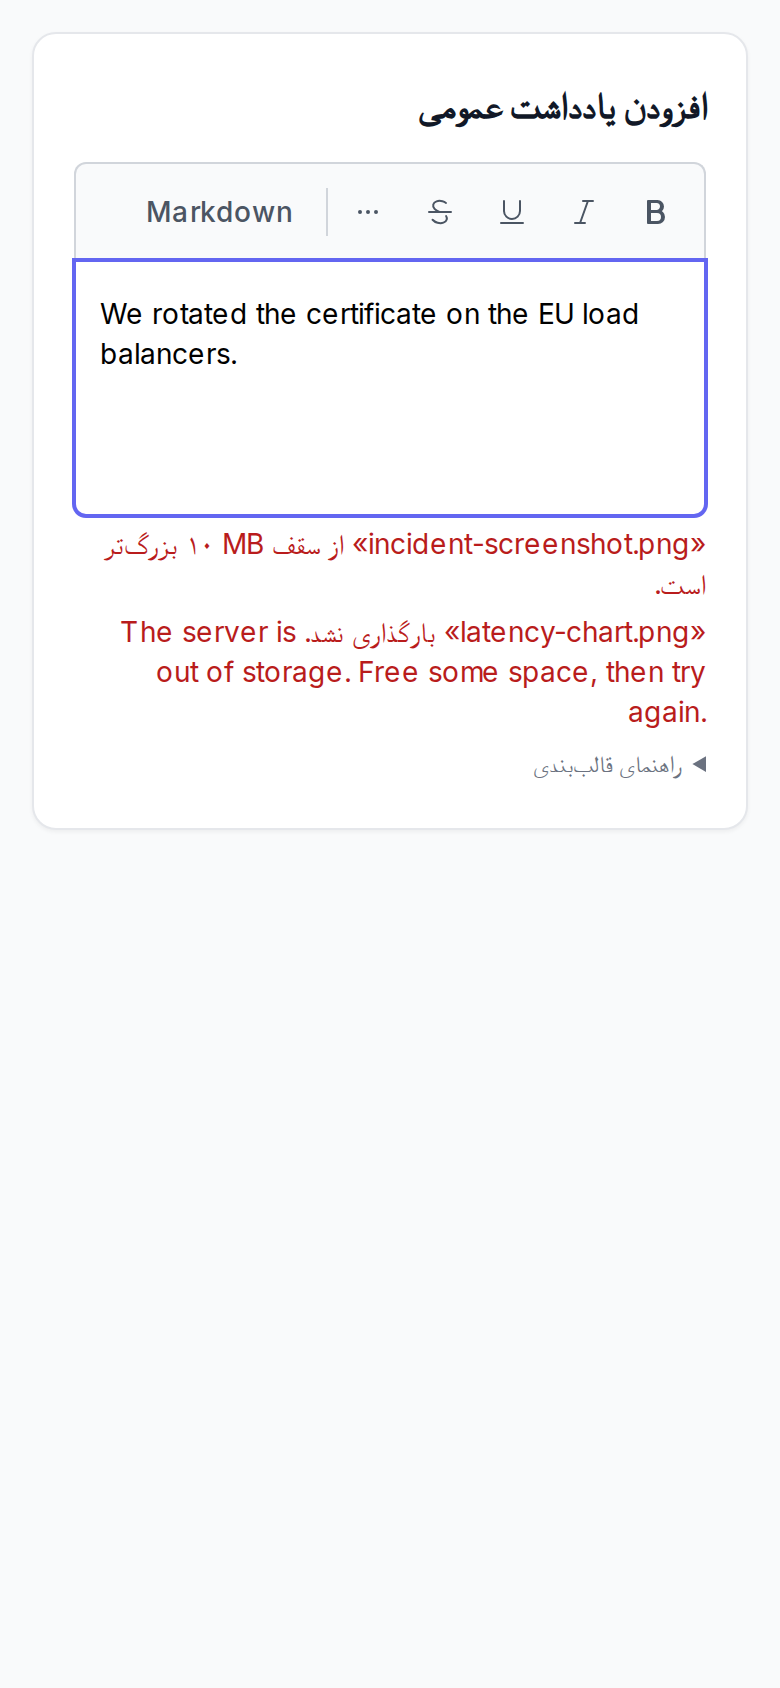 افزودن یادداشت عمومی
B I U S ··· Markdown
We rotated the certificate on the EU load
balancers.
«incident-screenshot.png» از سقف ۱۰ MB بزرگ‌تر
است.
«latency-chart.png» بارگذاری نشد. The server is
out of storage. Free some space, then try
again.
◀ راهنمای قالب‌بندی